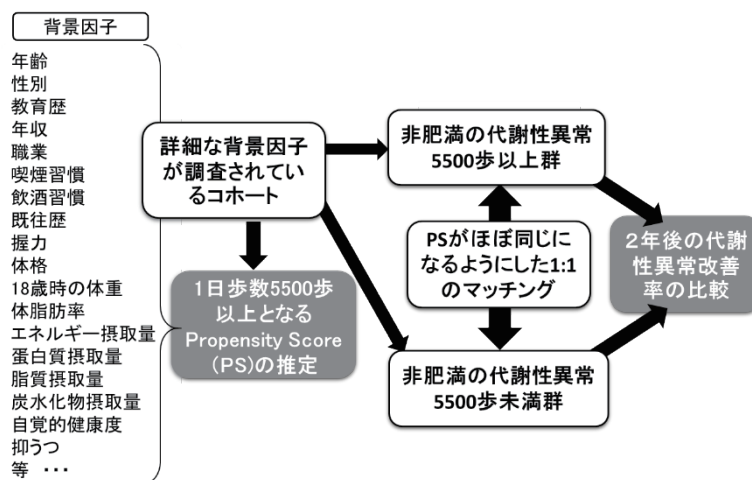 背景因子
年齢
性別
教育歴
年収
職業
喫煙習慣
飲酒習慣
既往歴
握力
体格
18歳時の体重
体脂肪率
エネルギー摂取量
蛋白質摂取量
脂質摂取量
炭水化物摂取量
自覚的健康度
抑うつ
等 ・・・
詳細な背景因子
が調査されてい
るコホート
1日歩数5500歩
以上となる
Propensity Score
(PS)の推定
非肥満の代謝性異常
5500歩以上群
PSがほぼ同じに
なるようにした1:1
のマッチング
非肥満の代謝性異常
5500歩未満群
２年後の代謝
性異常改善
率の比較